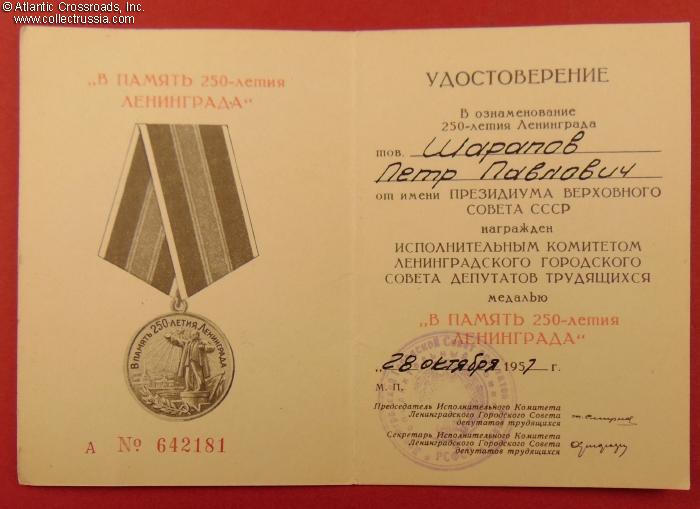 © Atlantic Crossroads, Inc.
www.collectrussia.com
„В ПАМЯТЬ 250-летия
ЛЕНИНГРАДА“
В ПАМЯТЬ 250-ЛЕТИЯ ЛЕНИНГРАДА
А № 642181
УДОСТОВЕРЕНИЕ
В ознаменование
250-летия Ленинграда
тов. Шарапов
Петр Павлович
от имени ПРЕЗИДИУМА ВЕРХОВНОГО
СОВЕТА СССР
награжден
ИСПОЛНИТЕЛЬНЫМ КОМИТЕТОМ
ЛЕНИНГРАДСКОГО ГОРОДСКОГО
СОВЕТА ДЕПУТАТОВ ТРУДЯЩИХСЯ
медалью
„В ПАМЯТЬ 250-летия
ЛЕНИНГРАДА“
„28 октября 1957 г.
М. П.
Председатель Исполнительного Комитета
Ленинградского Городского Совета
депутатов трудящихся
Секретарь Исполнительного Комитета
Ленинградского Городского Совета
депутатов трудящихся